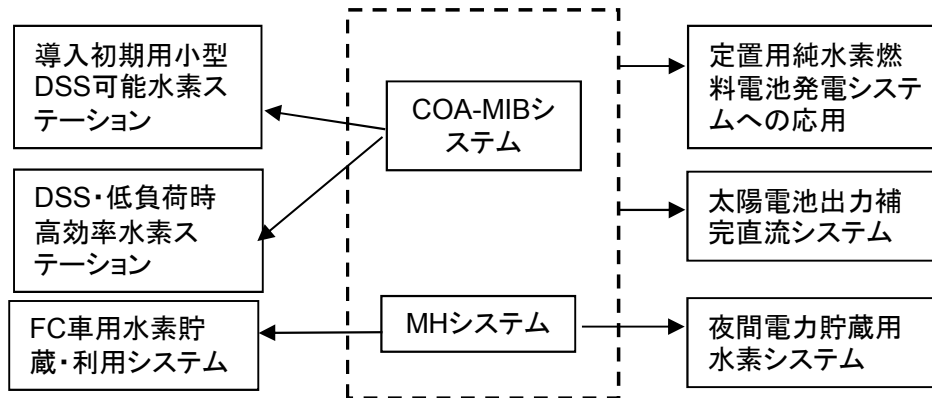 導入初期用小型
DSS可能水素ス
テーション
DSS・低負荷時
高効率水素ス
テーション
FC車用水素貯
蔵・利用システム
COA-MIBシ
ステム
MHシステム
定置用純水素燃
料電池発電システ
ムへの応用
太陽電池出力補
完直流システム
夜間電力貯蔵用
水素システム